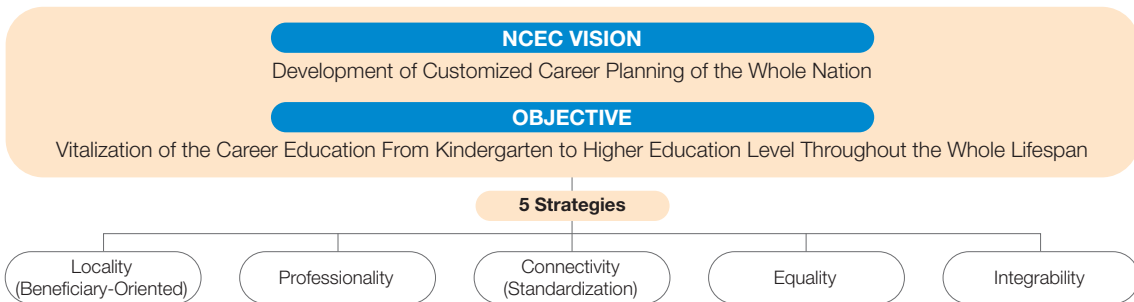 NCEC VISION
Development of Customized Career Planning of the Whole Nation
OBJECTIVE
Vitalization of the Career Education From Kindergarten to Higher Education Level Throughout the Whole Lifespan
5 Strategies
Locality
(Beneficiary-Oriented)
Professionality
Connectivity
(Standardization)
Equality
Integrability